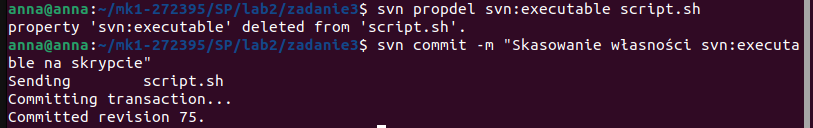 anna@anna:~/mk1-272395/SP/lab2/zadanie3$ svn propdel svn:executable script.sh
property 'svn:executable' deleted from 'script.sh'.
anna@anna:~/mk1-272395/SP/lab2/zadanie3$ svn commit -m "Skasowanie własności svn:executa
ble na skrypcie"
Sending        script.sh
Committing transaction...
Committed revision 75.